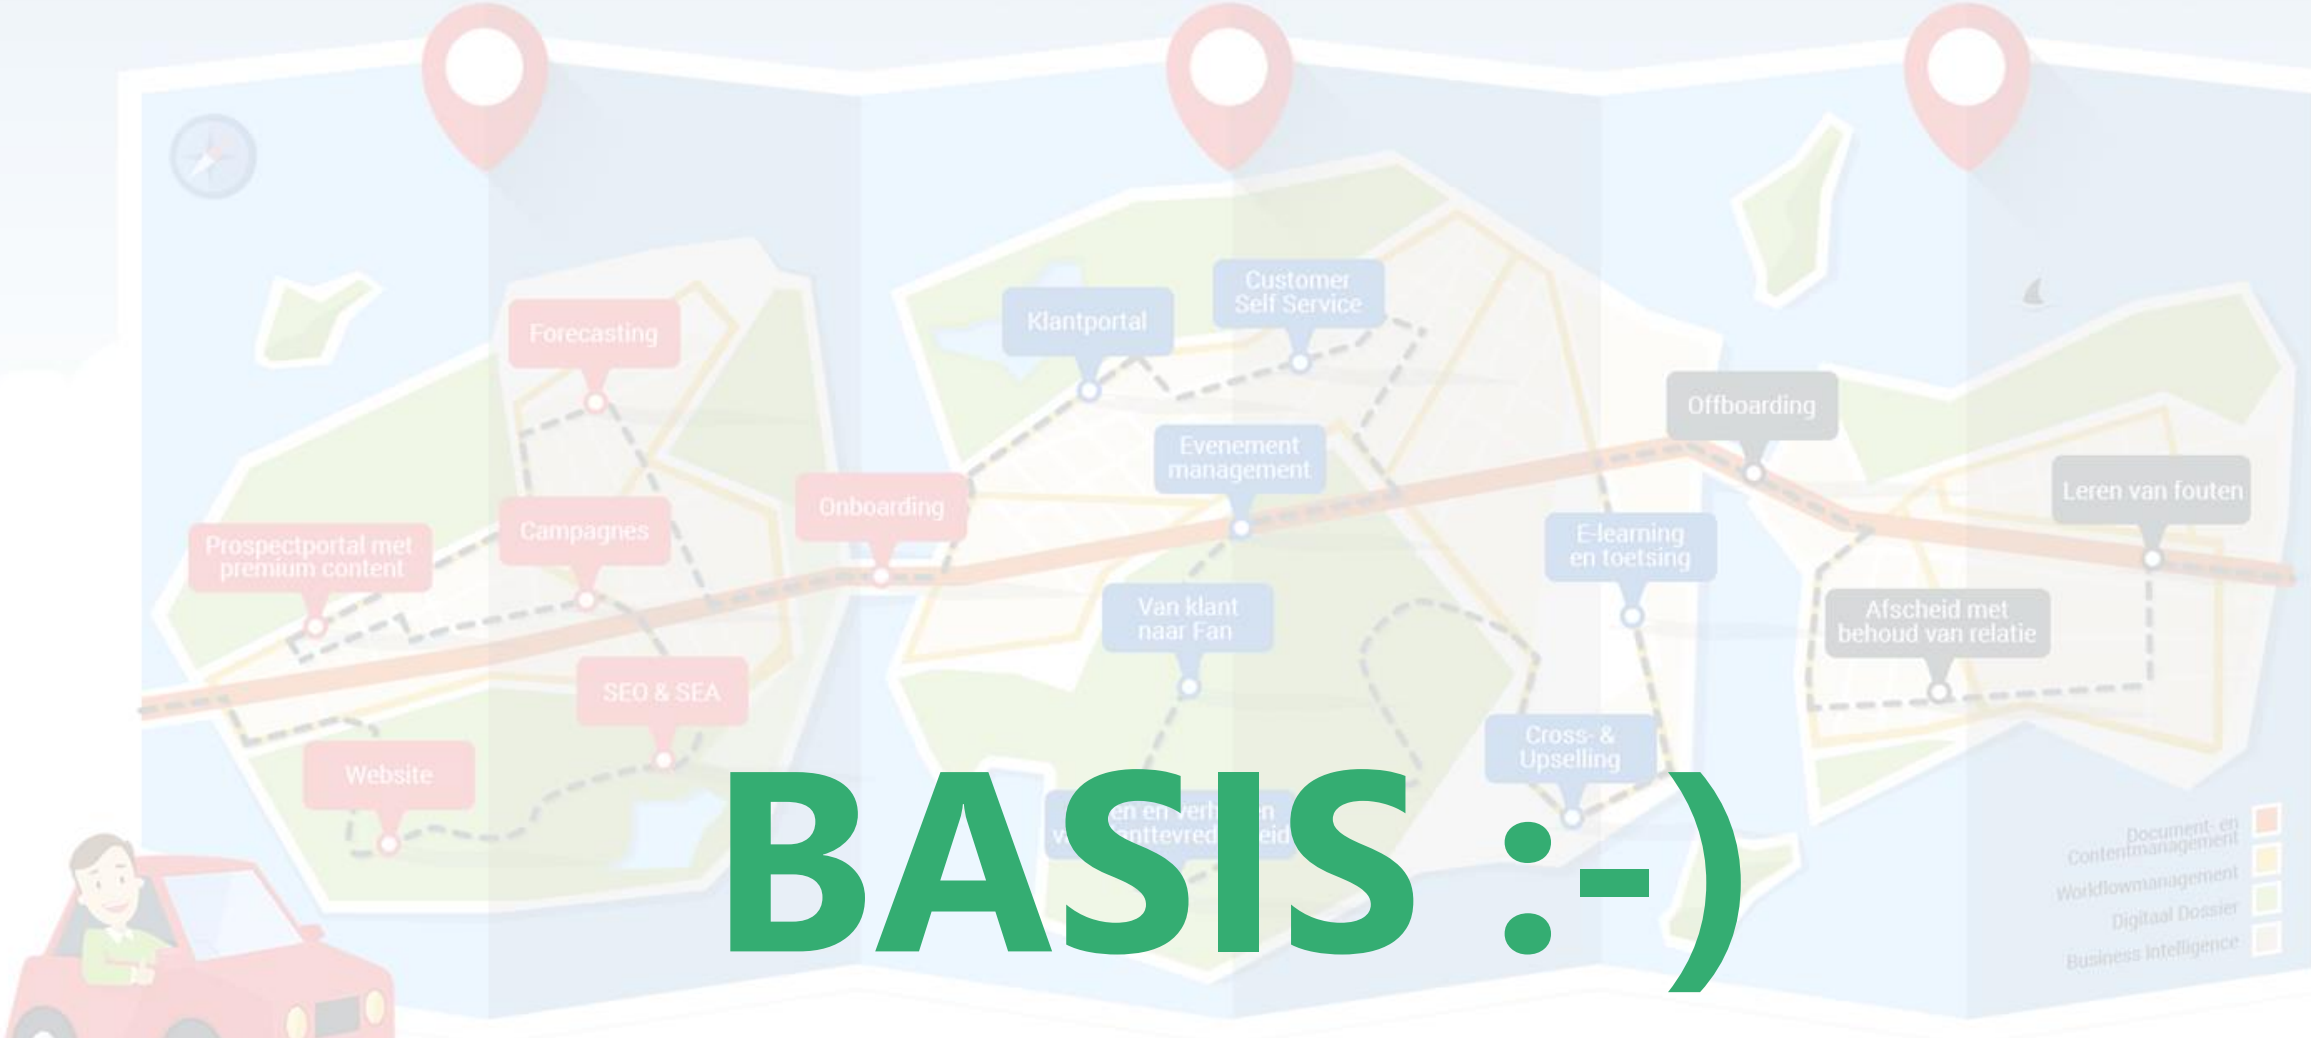 Customer
Self Service
Klantportal
Forecasting
Offboarding
Evenement
management
Leren van fouten
Onboarding
Campagnes
E-learning
en toetsing
Prospectportal met
premium content
Van klant
naar Fan
Afscheid met
behoud van relatie
SEO & SEA
Cross- &
Upselling
Website
en
BASIS :-)
Document- en
Contentmanagement
Workflowmanagement
Digitaal Dossier
Business Intelligence